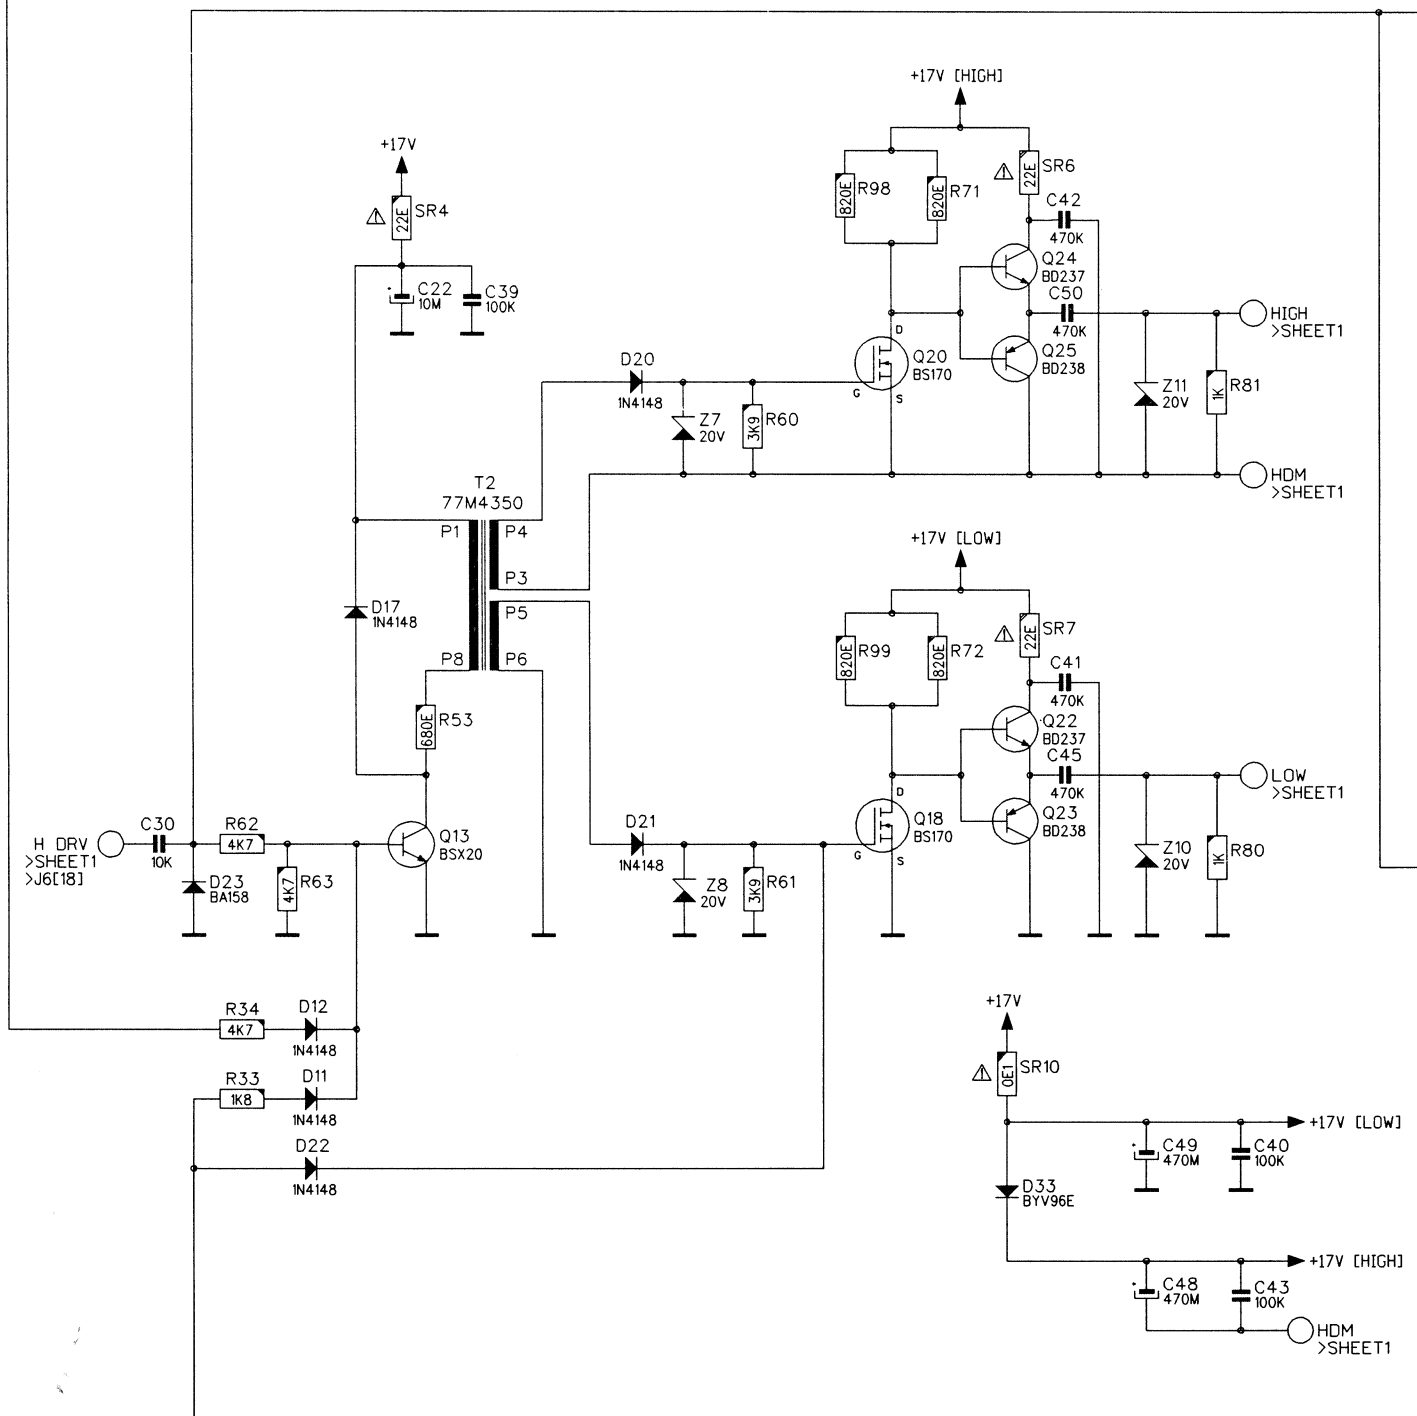 +17V [HIGH]
+17V
SR4
22E
C22
10M
C39
100K
R98
820E
R71
820E
SR6
22E
C42
470K
Q24
BD237
C50
470K
HIGH
>SHEET1
D20
1N4148
Q20
BS170
D
G
S
Q25
BD238
Z7
20V
R60
3K9
Z11
20V
R81
1K
HDM
>SHEET1
T2
77M4350
P1
P4
P3
P5
P8
P6
D17
1N4148
R53
680E
+17V [LOW]
R99
820E
R72
820E
SR7
22E
C41
470K
Q22
BD237
C45
470K
LOW
>SHEET1
H DRV
>SHEET1
>J6[18]
C30
10K
R62
4K7
Q13
BSX20
D23
BA158
R63
4K7
D21
1N4148
Q18
BS170
D
G
S
Q23
BD238
Z8
20V
R61
3K9
Z10
20V
R80
1K
R34
4K7
D12
1N4148
R33
1K8
D11
1N4148
D22
1N4148
+17V
SR10
0E1
+17V [LOW]
C49
470M
C40
100K
D33
BYV96E
+17V [HIGH]
C48
470M
C43
100K
HDM
>SHEET1